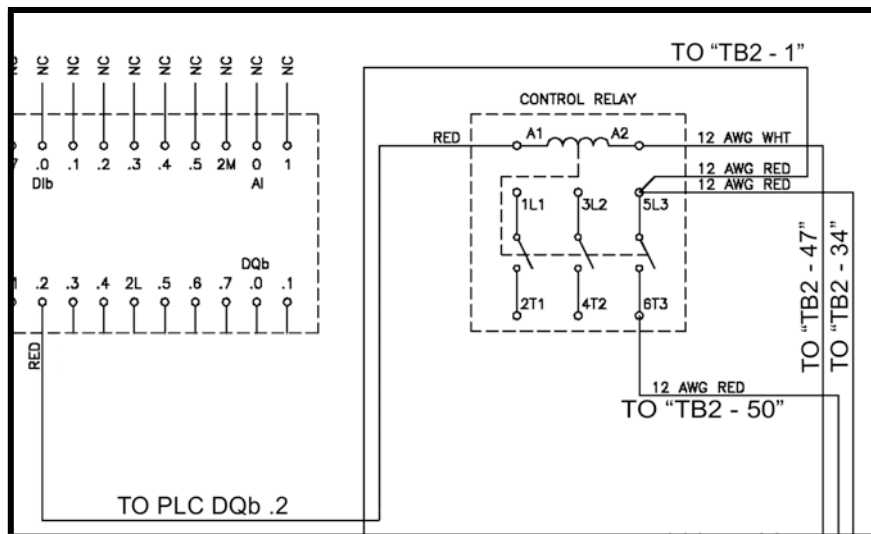 TO “TB2 - 1”
NC NC NC NC NC NC NC NC NC
CONTROL RELAY
RED A1 A2 12 AWG WHT
.0 .1 .2 .3 .4 .5 2M 0 1
DIb AI
12 AWG RED
12 AWG RED
1L1 3L2 5L3
DQb
.2 .3 .4 2L .5 .6 .7 .0 .1
2T1 4T2 6T3
TO “TB2 - 47”
TO “TB2 - 34”
RED
12 AWG RED
TO “TB2 - 50”
TO PLC DQb .2